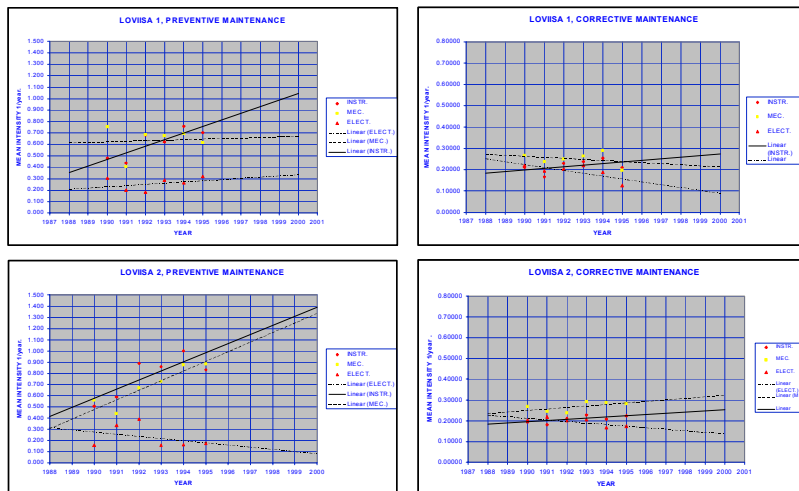 LOVIISA 1, PREVENTIVE MAINTENANCE
MEAN INTENSITY 1/year.
1.500
1.400
1.300
1.200
1.100
1.000
0.900
0.800
0.700
0.600
0.500
0.400
0.300
0.200
0.100
0.000
1987 1988 1989 1990 1991 1992 1993 1994 1995 1996 1997 1998 1999 2000 2001
YEAR
INSTR.
MEC.
ELECT.
Linear (ELECT.)
Linear (MEC.)
Linear (INSTR.)
LOVIISA 1, CORRECTIVE MAINTENANCE
MEAN INTENSITY 1/year.
0.80000
0.70000
0.60000
0.50000
0.40000
0.30000
0.20000
0.10000
0.00000
1987 1988 1989 1990 1991 1992 1993 1994 1995 1996 1997 1998 1999 2000 2001
YEAR
INSTR.
MEC.
ELECT.
Linear
(INSTR.)
Linear
LOVIISA 2, PREVENTIVE MAINTENANCE
MEAN INTENSITY 1/year.
1.500
1.400
1.300
1.200
1.100
1.000
0.900
0.800
0.700
0.600
0.500
0.400
0.300
0.200
0.100
0.000
1988 1989 1990 1991 1992 1993 1994 1995 1996 1997 1998 1999 2000
YEAR
INSTR.
MEC.
ELECT.
Linear (ELECT.)
Linear (INSTR.)
Linear (MEC.)
LOVIISA 2, CORRECTIVE MAINTENANCE
MEAN INTENSITY 1/year .
0.80000
0.70000
0.60000
0.50000
0.40000
0.30000
0.20000
0.10000
0.00000
1987 1988 1989 1990 1991 1992 1993 1994 1995 1996 1997 1998 1999 2000 2001
YEAR
INSTR.
MEC.
ELECT.
Linear
(ELECT.)
Linear (M
Linear